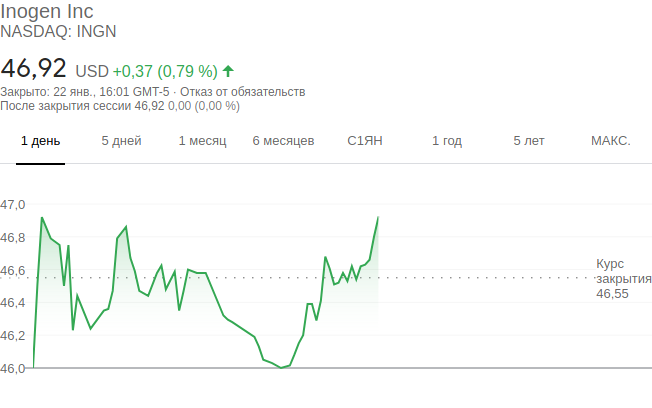 Inogen Inc
NASDAQ: INGN
46,92 USD +0,37 (0,79 %)
Закрыто: 22 янв., 16:01 GMT-5 · Отказ от обязательств
После закрытия сессии 46,92 0,00 (0,00 %)
1 день 5 дней 1 месяц 6 месяцев С1ЯН 1 год 5 лет МАКС.
47,0
46,8
46,6
46,4
46,2
46,0
Курс
закрытия
46,55